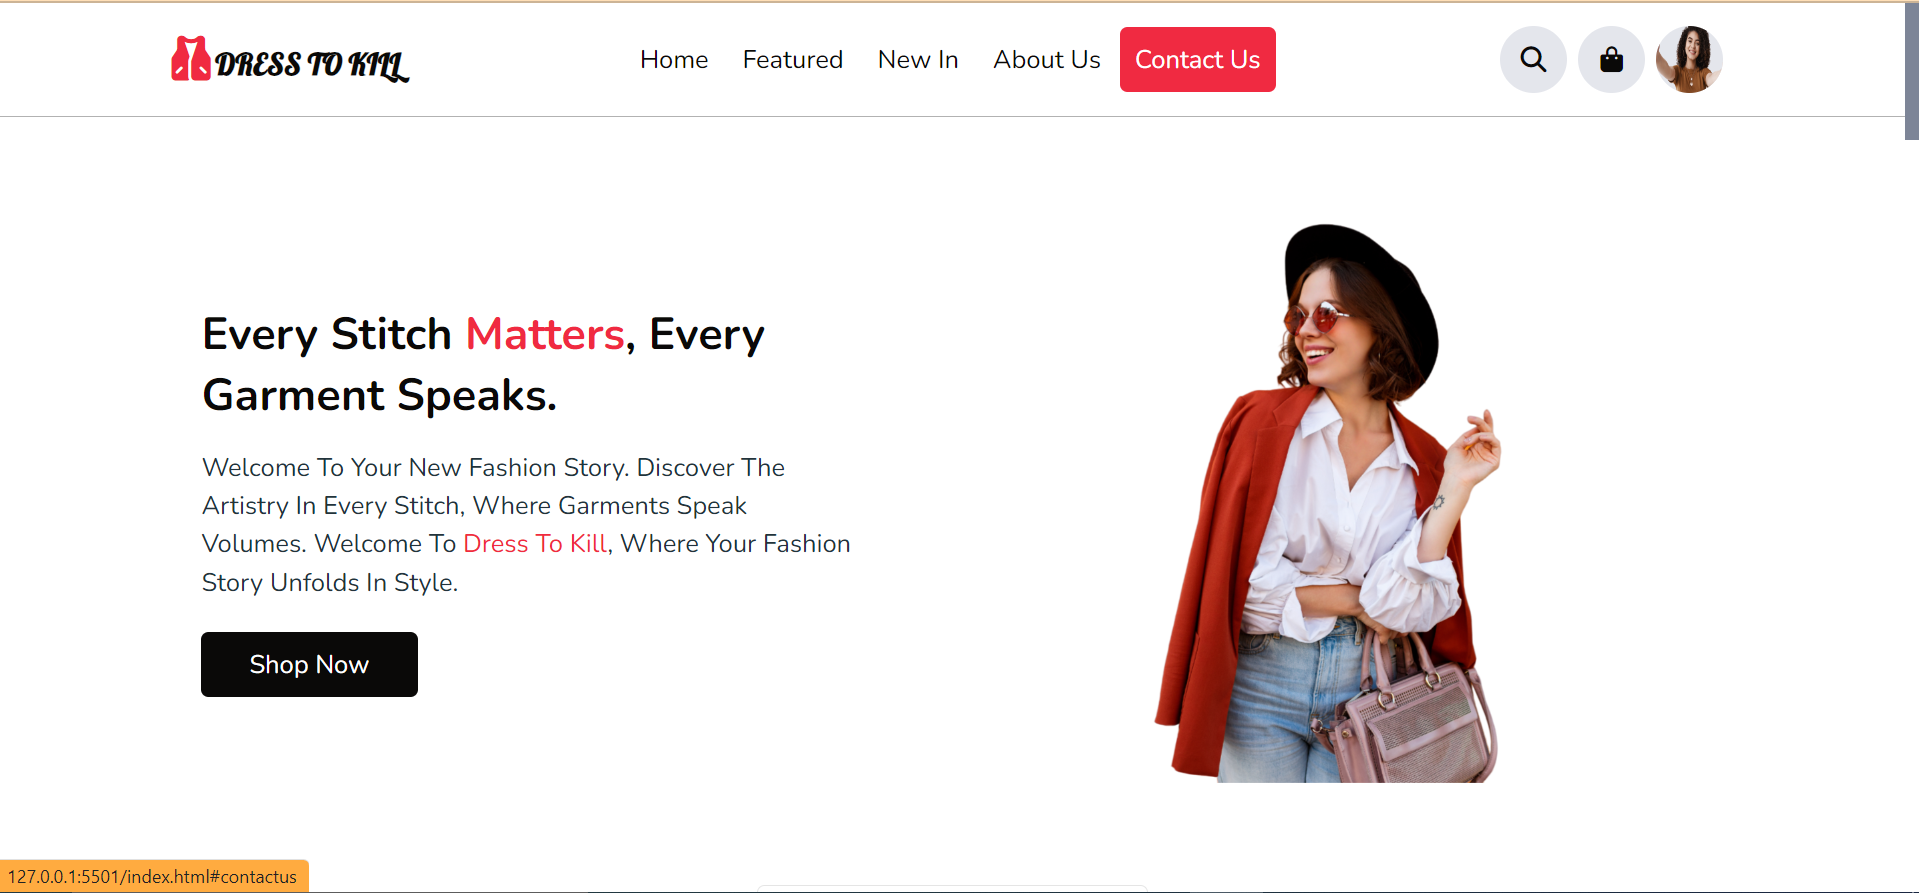 DRESS TO KILL
Home
Featured
New In
About Us
Contact Us
Every Stitch Matters, Every
Garment Speaks.
Welcome To Your New Fashion Story. Discover The
Artistry In Every Stitch, Where Garments Speak
Volumes. Welcome To Dress To Kill, Where Your Fashion
Story Unfolds In Style.
Shop Now
127.0.0.1:5501/index.html#contactus